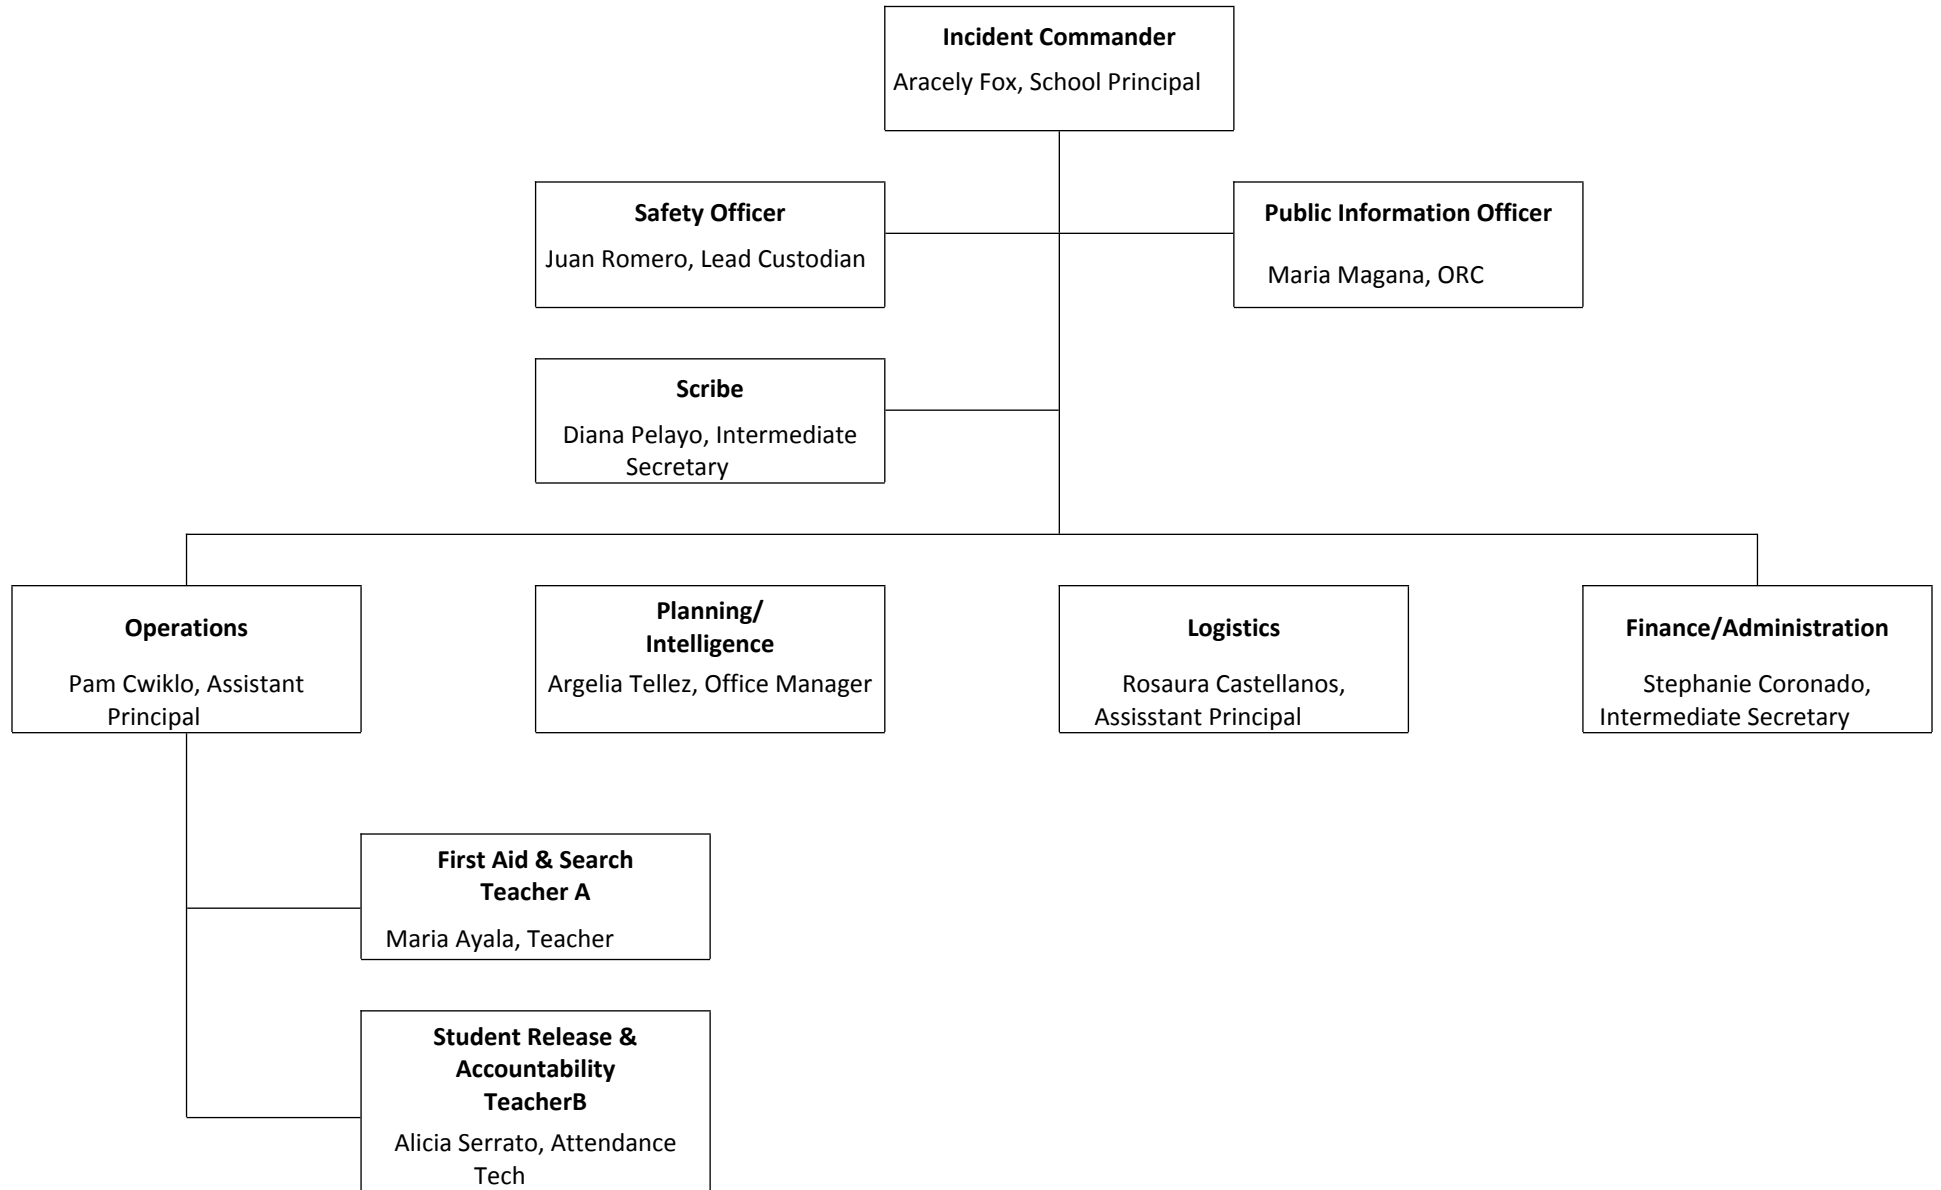 Incident Commander
Aracely Fox, School Principal
Safety Officer
Juan Romero, Lead Custodian
Public Information Officer
Maria Magana, ORC
Scribe
Diana Pelayo, Intermediate
Secretary
Operations
Pam Cwiklo, Assistant
Principal
Planning/
Intelligence
Argelia Tellez, Office Manager
Logistics
Rosaura Castellanos,
Assisstant Principal
Finance/Administration
Stephanie Coronado,
Intermediate Secretary
First Aid & Search
Teacher A
Maria Ayala, Teacher
Student Release &
Accountability
TeacherB
Alicia Serrato, Attendance
Tech